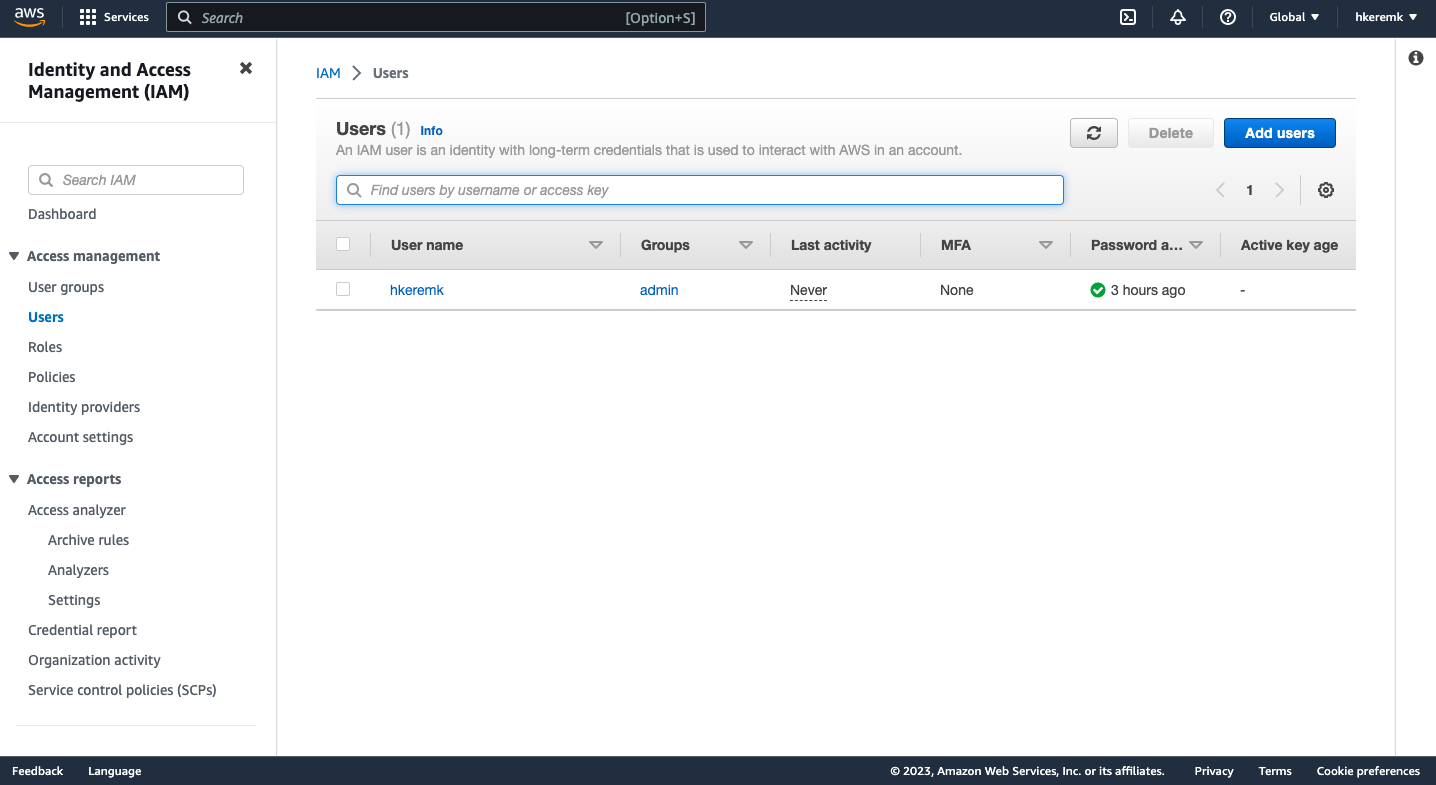 aws
Services
Search
[Option+S]
Global
hkeremk
Identity and Access
Management (IAM)
Search IAM
Dashboard
Access management
User groups
Users
Roles
Policies
Identity providers
Account settings
Access reports
Access analyzer
Archive rules
Analyzers
Settings
Credential report
Organization activity
Service control policies (SCPs)
IAM
Users
Users (1) Info
An IAM user is an identity with long-term credentials that is used to interact with AWS in an account.
Delete
Add users
Find users by username or access key
1
User name Groups Last activity MFA Password a... Active key age
hkeremk admin Never None 3 hours ago -
Feedback Language © 2023, Amazon Web Services, Inc. or its affiliates. Privacy Terms Cookie preferences